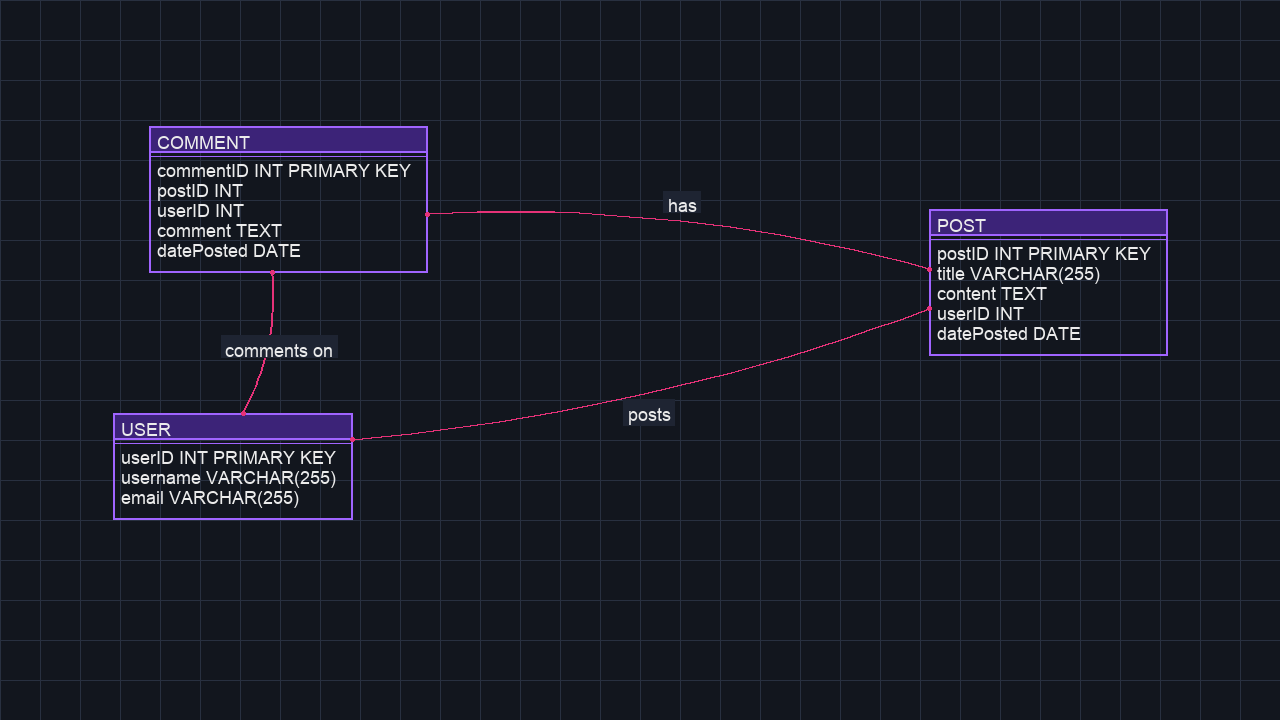 COMMENT
commentID INT PRIMARY KEY
postID INT
userID INT
comment TEXT
datePosted DATE
has
POST
postID INT PRIMARY KEY
title VARCHAR(255)
content TEXT
userID INT
datePosted DATE
comments on
posts
USER
userID INT PRIMARY KEY
username VARCHAR(255)
email VARCHAR(255)